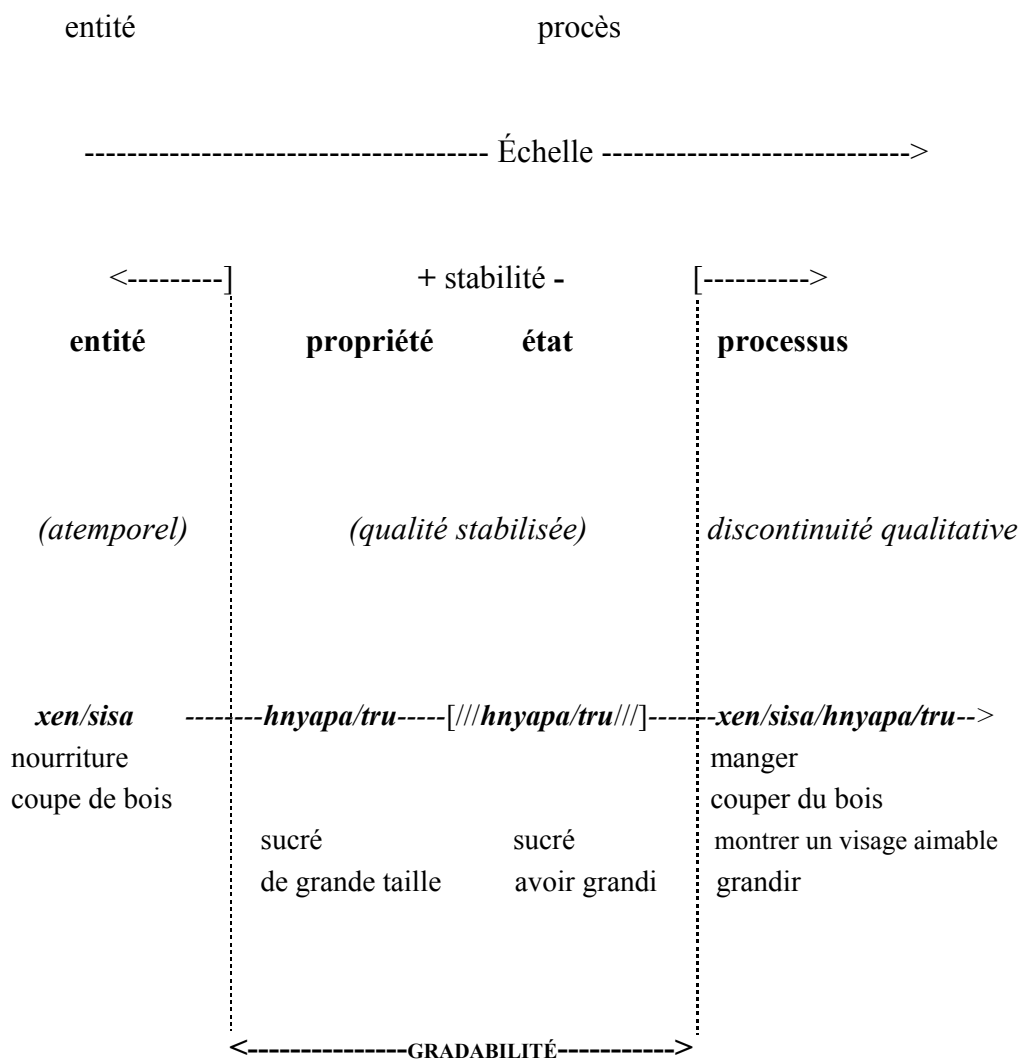 entité procès
------------------------------------- Échelle ---------------------------->
<---------] + stabilité - [---------->
entité propriété état processus
(atemporel) (qualité stabilisée) discontinuité qualitative
xen/sisa --------hnyapa/tru-----[///hnyapa/tru///]-------xen/sisa/hnyapa/tru-->
nourriture manger
coupe de bois couper du bois
sucré sucré montrer un visage aimable
de grande taille avoir grandi grandir
<--------------GRADABILITÉ----------->